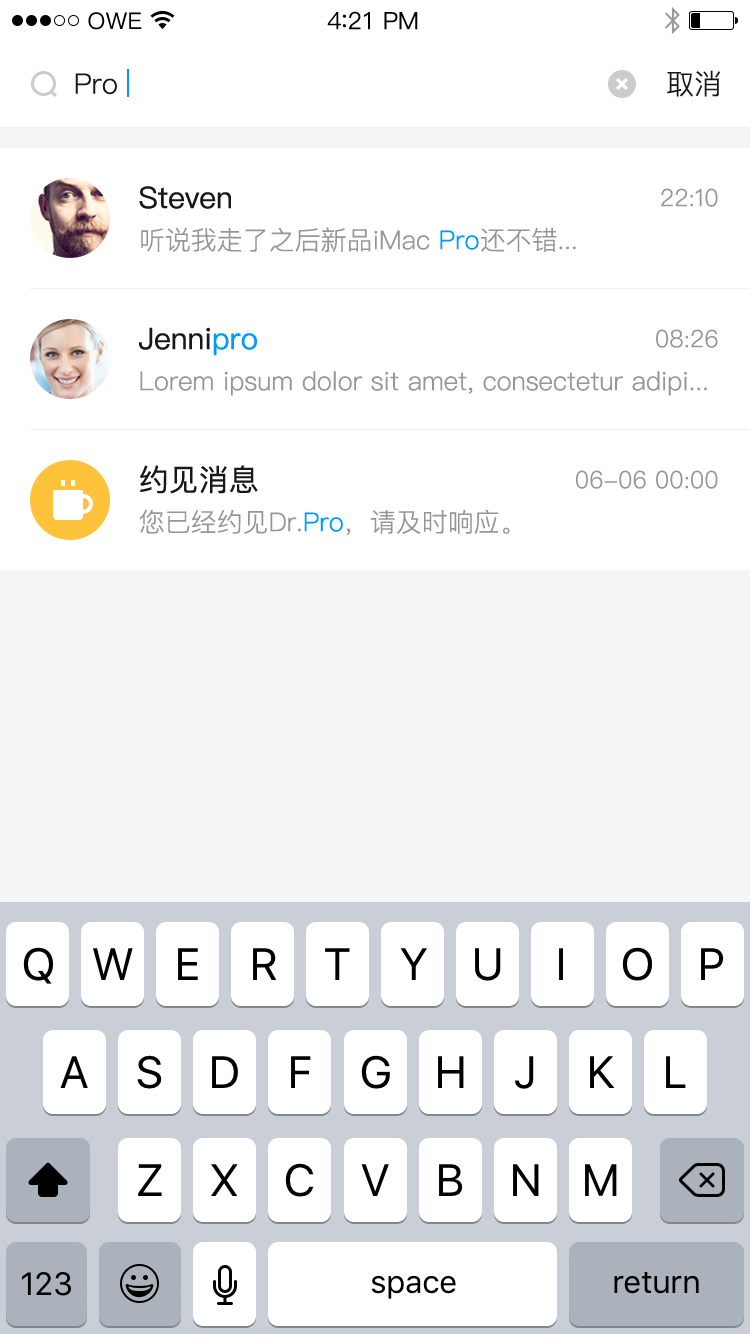 OWE 4:21 PM
Pro 取消
Steven 22:10
听说我走了之后新品iMac Pro还不错...
Jennipro 08:26
Lorem ipsum dolor sit amet, consectetur adipi...
约见消息 06-06 00:00
您已经约见Dr.Pro，请及时响应。
Q W E R T Y U I O P
A S D F G H J K L
Z X C V B N M
123 space return